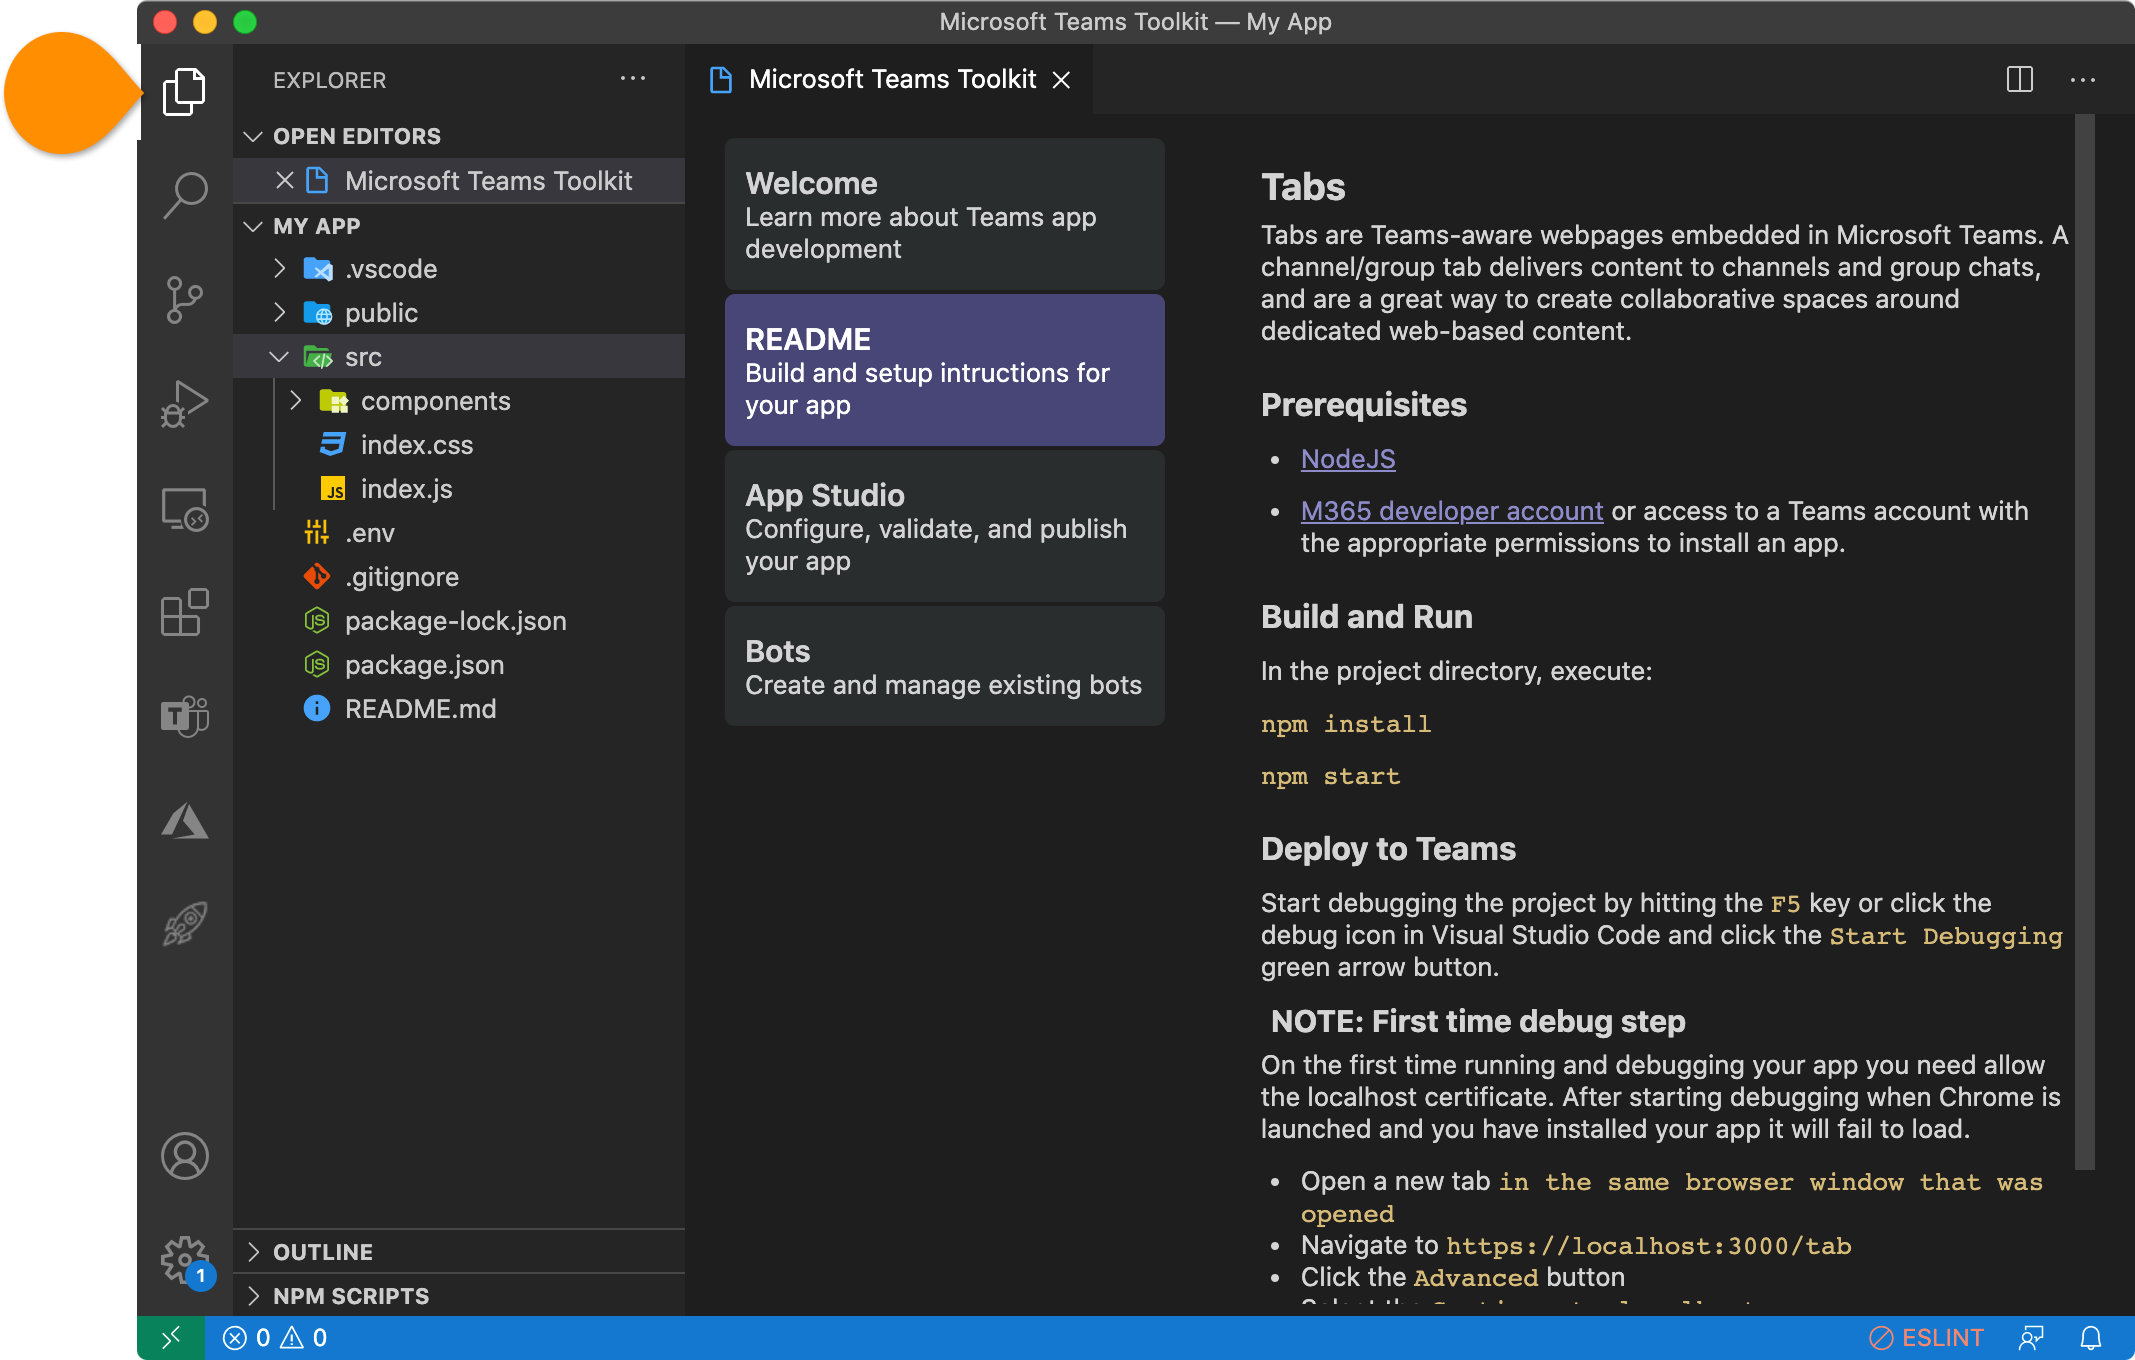 Microsoft Teams Toolkit — My App
EXPLORER
OPEN EDITORS
Microsoft Teams Toolkit
MY APP
.vscode
public
src
components
index.css
JS index.js
.env
.gitignore
JS package-lock.json
JS package.json
README.md
OUTLINE
NPM SCRIPTS
T
1
Microsoft Teams Toolkit
Welcome
Learn more about Teams app
development
README
Build and setup intructions for
your app
App Studio
Configure, validate, and publish
your app
Bots
Create and manage existing bots
Tabs
Tabs are Teams-aware webpages embedded in Microsoft Teams. A
channel/group tab delivers content to channels and group chats,
and are a great way to create collaborative spaces around
dedicated web-based content.
Prerequisites
• NodeJS
• M365 developer account or access to a Teams account with
the appropriate permissions to install an app.
Build and Run
In the project directory, execute:
npm install
npm start
Deploy to Teams
Start debugging the project by hitting the F5 key or click the
debug icon in Visual Studio Code and click the Start Debugging
green arrow button.
NOTE: First time debug step
On the first time running and debugging your app you need allow
the localhost certificate. After starting debugging when Chrome is
launched and you have installed your app it will fail to load.
• Open a new tab in the same browser window that was
opened
• Navigate to https://localhost:3000/tab
• Click the Advanced button
0 0
ESLINT